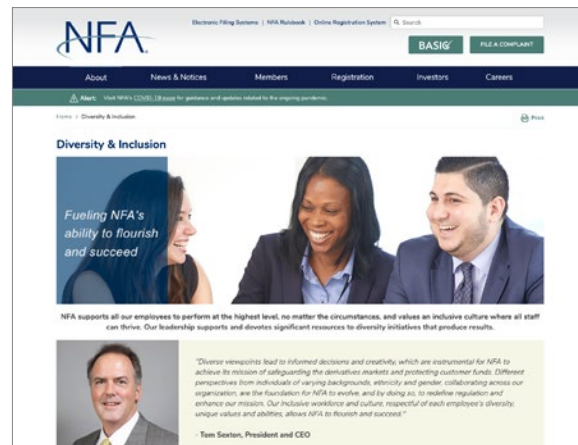 Electronic Filing Systems | NFA Rulebook | Online Registration System
Search
NFA
BASIC
FILE A COMPLAINT
About News & Notices Members Registration Investors Careers
Alert: Visit NFA's COVID-19 page for guidance and updates related to the ongoing pandemic.
Home > Diversity & Inclusion
Print
Diversity & Inclusion
Fueling NFA's
ability to flourish
and succeed
NFA supports all our employees to perform at the highest level, no matter the circumstances, and values an inclusive culture where all staff
can thrive. Our leadership supports and devotes significant resources to diversity initiatives that produce results.
"Diverse viewpoints lead to informed decisions and creativity, which are instrumental for NFA to
achieve its mission of safeguarding the derivatives markets and protecting customer funds. Different
perspectives from individuals of varying backgrounds, ethnicity and gender, collaborating across our
organization, are the foundation for NFA to evolve, and by doing so, to redefine regulation and
enhance our mission. Our inclusive workforce and culture, respectful of each employee's diversity,
unique values and abilities, allows NFA to flourish and succeed."
- Tom Sexton, President and CEO